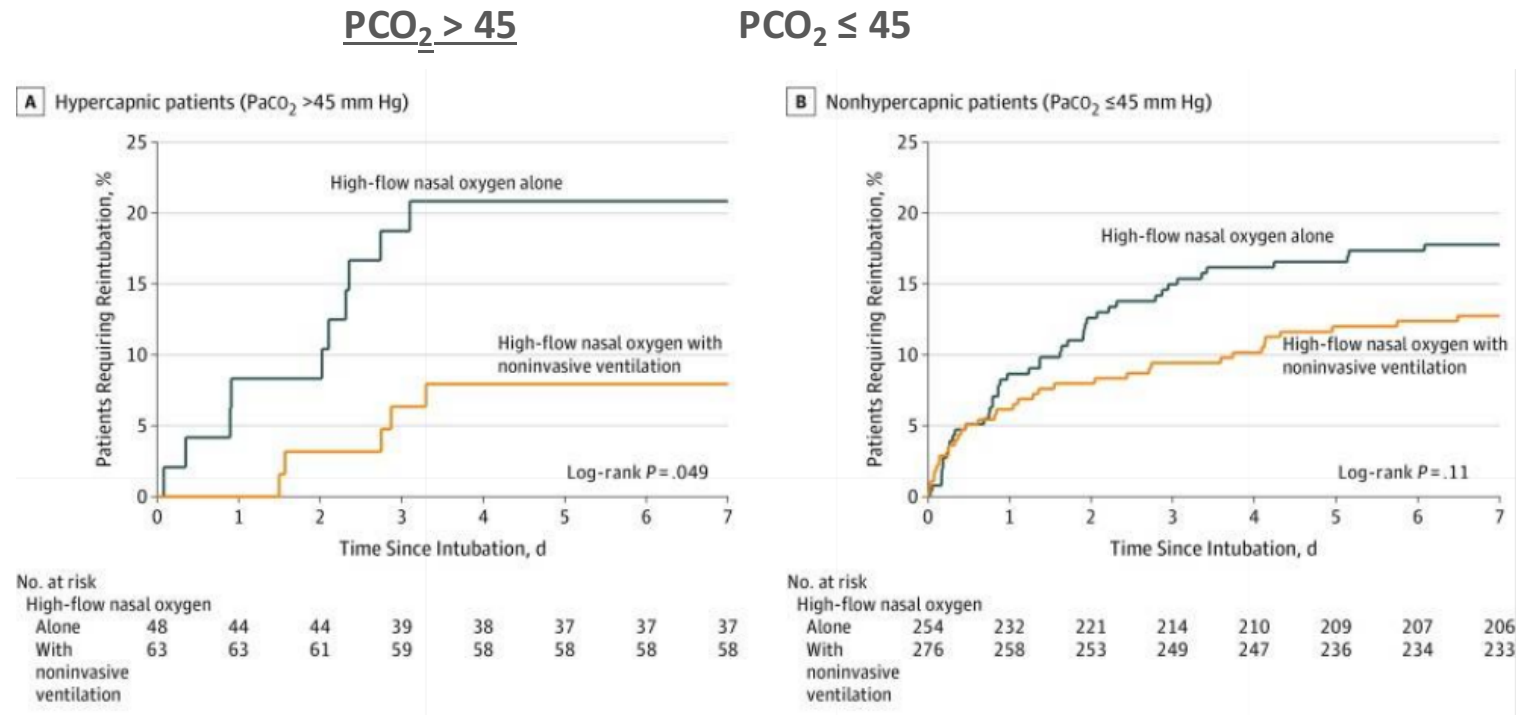 PCO₂ > 45
PCO₂ ≤ 45
A Hypercapnic patients (PaCO₂ >45 mm Hg)
25
20
15
10
5
0
Patients Requiring Reintubation, %
High-flow nasal oxygen alone
High-flow nasal oxygen with
noninvasive ventilation
Log-rank P=.049
0 1 2 3 4 5 6 7
Time Since Intubation, d
No. at risk
High-flow nasal oxygen
Alone 48 44 44 39 38 37 37 37
With 63 63 61 59 58 58 58 58
noninvasive
ventilation
B Nonhypercapnic patients (PaCO₂ ≤45 mm Hg)
25
20
15
10
5
0
Patients Requiring Reintubation, %
High-flow nasal oxygen alone
High-flow nasal oxygen with
noninvasive ventilation
Log-rank P=.11
0 1 2 3 4 5 6 7
Time Since Intubation, d
No. at risk
High-flow nasal oxygen
Alone 254 232 221 214 210 209 207 206
With 276 258 253 249 247 236 234 233
noninvasive
ventilation